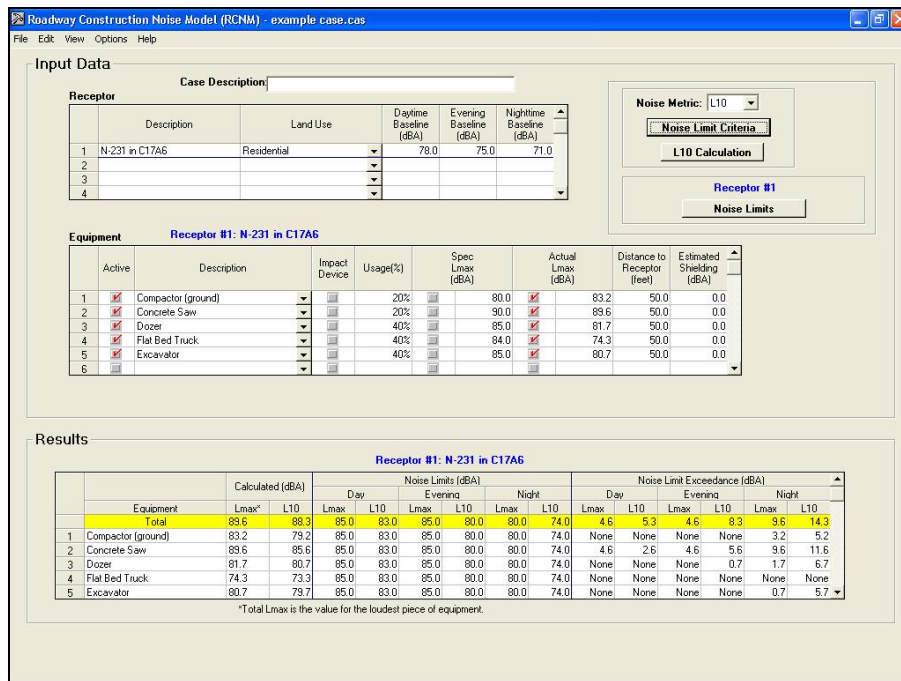 Roadway Construction Noise Model (RCNM) - example case.cas
File Edit View Options Help
Input Data
Case Description:
Receptor
Description Land Use Daytime Baseline (dBA) Evening Baseline (dBA) Nighttime Baseline (dBA)
1 N-231 in C17A6 Residential 78.0 75.0 71.0
2
3
4
Noise Metric: L10
Noise Limit Criteria
L10 Calculation
Receptor #1
Noise Limits
Equipment Receptor #1: N-231 in C17A6
Active Description Impact Device Usage(%) Spec Lmax (dBA) Actual Lmax (dBA) Distance to Receptor (feet) Estimated Shielding (dBA)
1 Compactor (ground) 20% 80.0 83.2 50.0 0.0
2 Concrete Saw 20% 90.0 89.6 50.0 0.0
3 Dozer 40% 85.0 81.7 50.0 0.0
4 Flat Bed Truck 40% 84.0 74.3 50.0 0.0
5 Excavator 40% 85.0 80.7 50.0 0.0
6
Results
Receptor #1: N-231 in C17A6
Calculated (dBA) Noise Limits (dBA) Noise Limit Exceedance (dBA)
Day Evening Night Day Evening Night
Equipment Lmax* L10 Lmax L10 Lmax L10 Lmax L10 Lmax L10 Lmax L10 Lmax L10
Total 89.6 88.3 85.0 83.0 85.0 80.0 80.0 74.0 4.6 5.3 4.6 8.3 9.6 14.3
1 Compactor (ground) 83.2 79.2 85.0 83.0 85.0 80.0 80.0 74.0 None None None None 3.2 5.2
2 Concrete Saw 89.6 85.6 85.0 83.0 85.0 80.0 80.0 74.0 4.6 2.6 4.6 5.6 9.6 11.6
3 Dozer 81.7 80.7 85.0 83.0 85.0 80.0 80.0 74.0 None None None 0.7 1.7 6.7
4 Flat Bed Truck 74.3 73.3 85.0 83.0 85.0 80.0 80.0 74.0 None None None None None None
5 Excavator 80.7 79.7 85.0 83.0 85.0 80.0 80.0 74.0 None None None None 0.7 5.7
*Total Lmax is the value for the loudest piece of equipment.